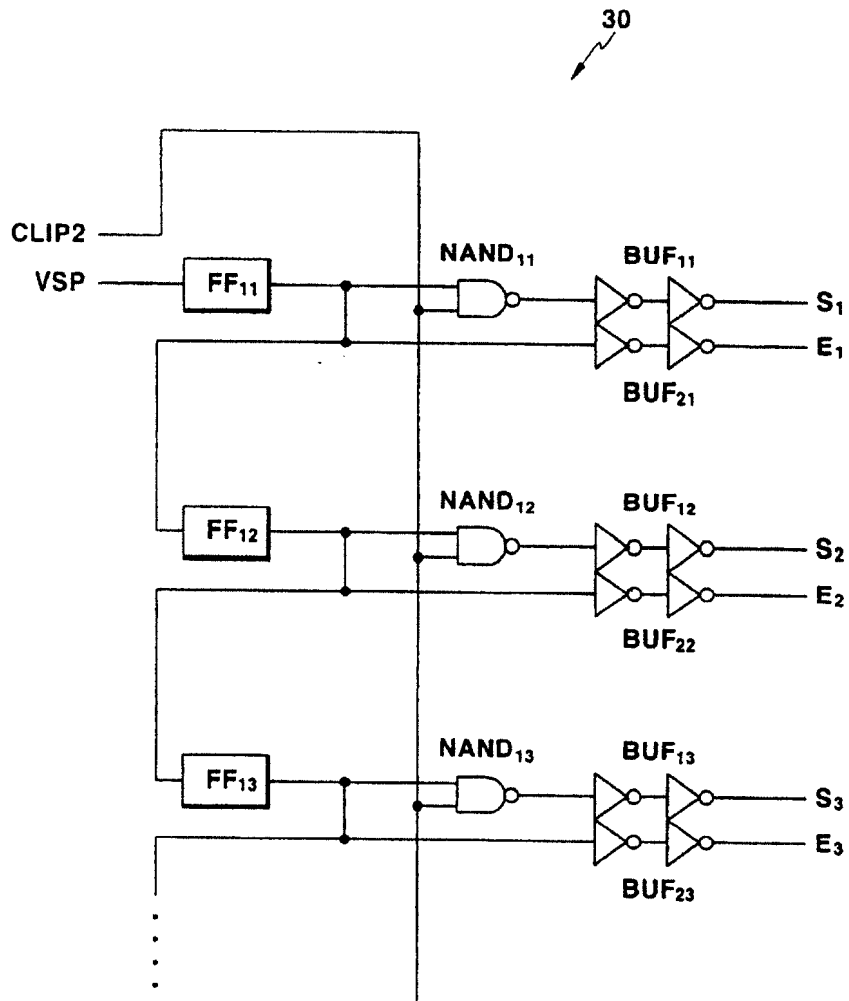 30
CLIP2
NAND₁₁ BUF₁₁
VSP FF₁₁ S₁
E₁
BUF₂₁
NAND₁₂ BUF₁₂
FF₁₂ S₂
E₂
BUF₂₂
NAND₁₃ BUF₁₃
FF₁₃ S₃
E₃
BUF₂₃